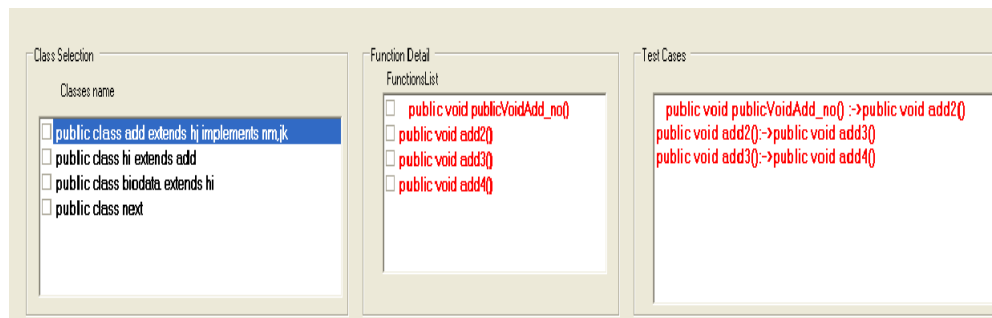 Class Selection
Classes name
public class add extends hj implements nm,jk
public class hi extends add
public class biodata extends hi
public class next
Function Detail
FunctionsList
public void publicVoidAdd_no()
public void add2()
public void add3()
public void add4()
Test Cases
public void publicVoidAdd_no() :->public void add2()
public void add2():->public void add3()
public void add3():->public void add4()